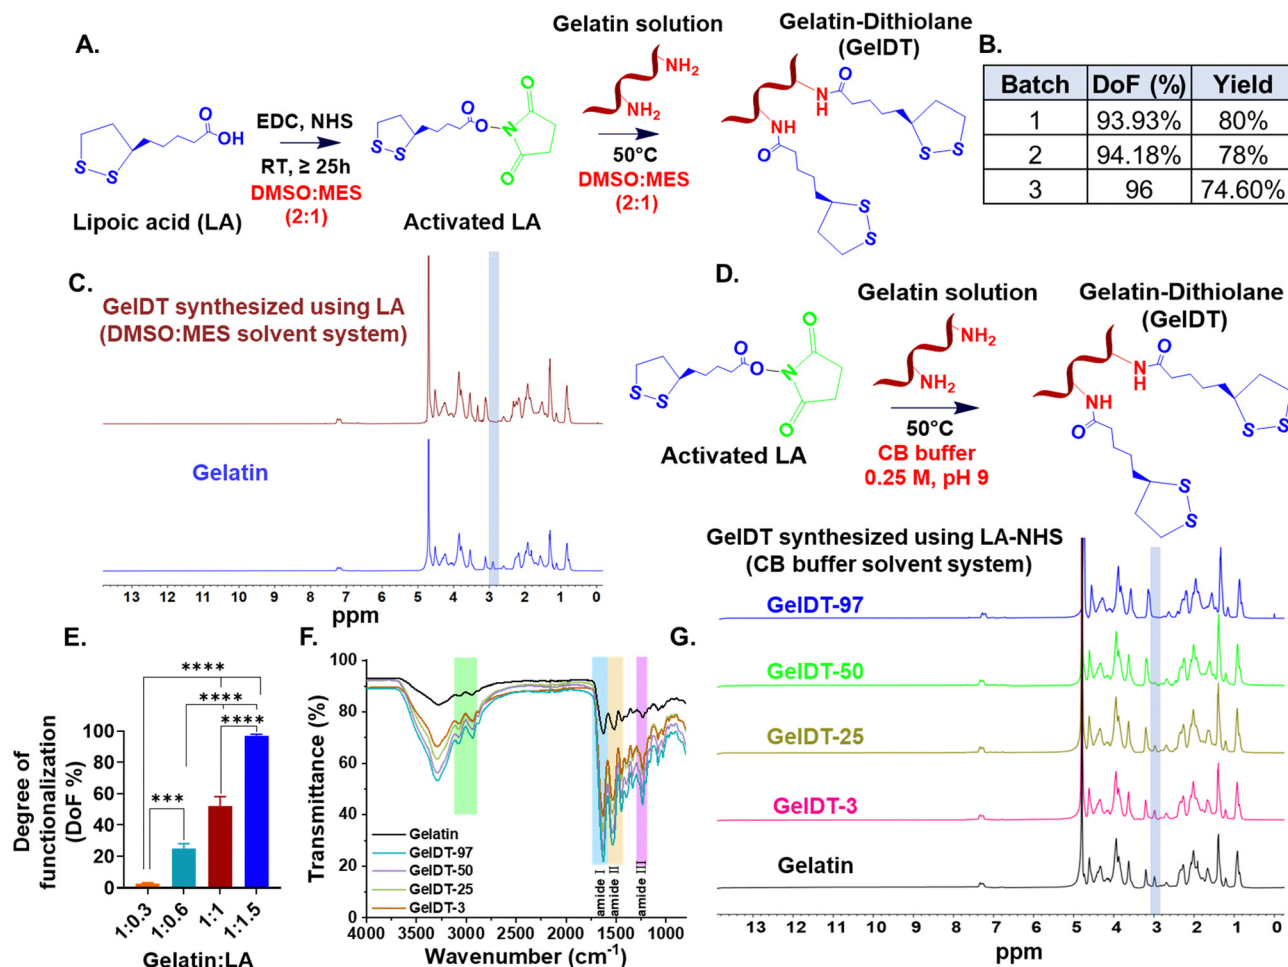 A.
EDC, NHS
RT, ≥ 25h
DMSO:MES
(2:1)
O
OH
S
S
Lipoic acid (LA)
O
O
N
O
O
S
S
Activated LA
Gelatin solution
NH2
NH2
50°C
DMSO:MES
(2:1)
Gelatin-Dithiolane
(GelDT)
N
H
O
NH
O
S
S
S
S
B.
Batch DoF (%) Yield
1 93.93% 80%
2 94.18% 78%
3 96 74.60%
C.
GelDT synthesized using LA
(DMSO:MES solvent system)
Gelatin
13 12 11 10 9 8 7 6 5 4 3 2 1 0
ppm
D.
O
O
N
O
O
S
S
Activated LA
Gelatin solution
NH2
NH2
50°C
CB buffer
0.25 M, pH 9
Gelatin-Dithiolane
(GelDT)
N
H
O
NH
O
S
S
S
S
E.
Degree of
functionalization
(DoF %)
100
80
60
40
20
0
****
****
****
***
1:0.3 1:0.6 1:1 1:1.5
Gelatin:LA
F.
Transmittance (%)
100
80
60
40
20
0
Gelatin
GelDT-97
GelDT-50
GelDT-25
GelDT-3
amide I
amide II
amide III
4000 3500 3000 2500 2000 1500 1000
Wavenumber (cm-1)
G.
GelDT synthesized using LA-NHS
(CB buffer solvent system)
GelDT-97
GelDT-50
GelDT-25
GelDT-3
Gelatin
13 12 11 10 9 8 7 6 5 4 3 2 1 0
ppm